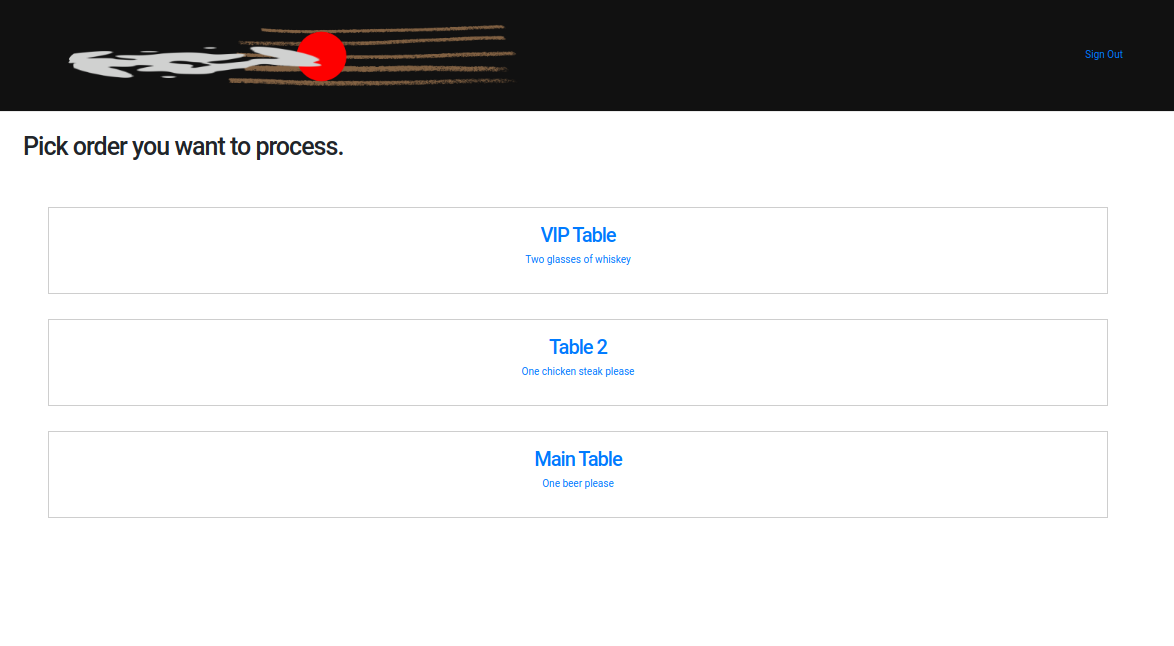 Sign Out
Pick order you want to process.
VIP Table
Two glasses of whiskey
Table 2
One chicken steak please
Main Table
One beer please